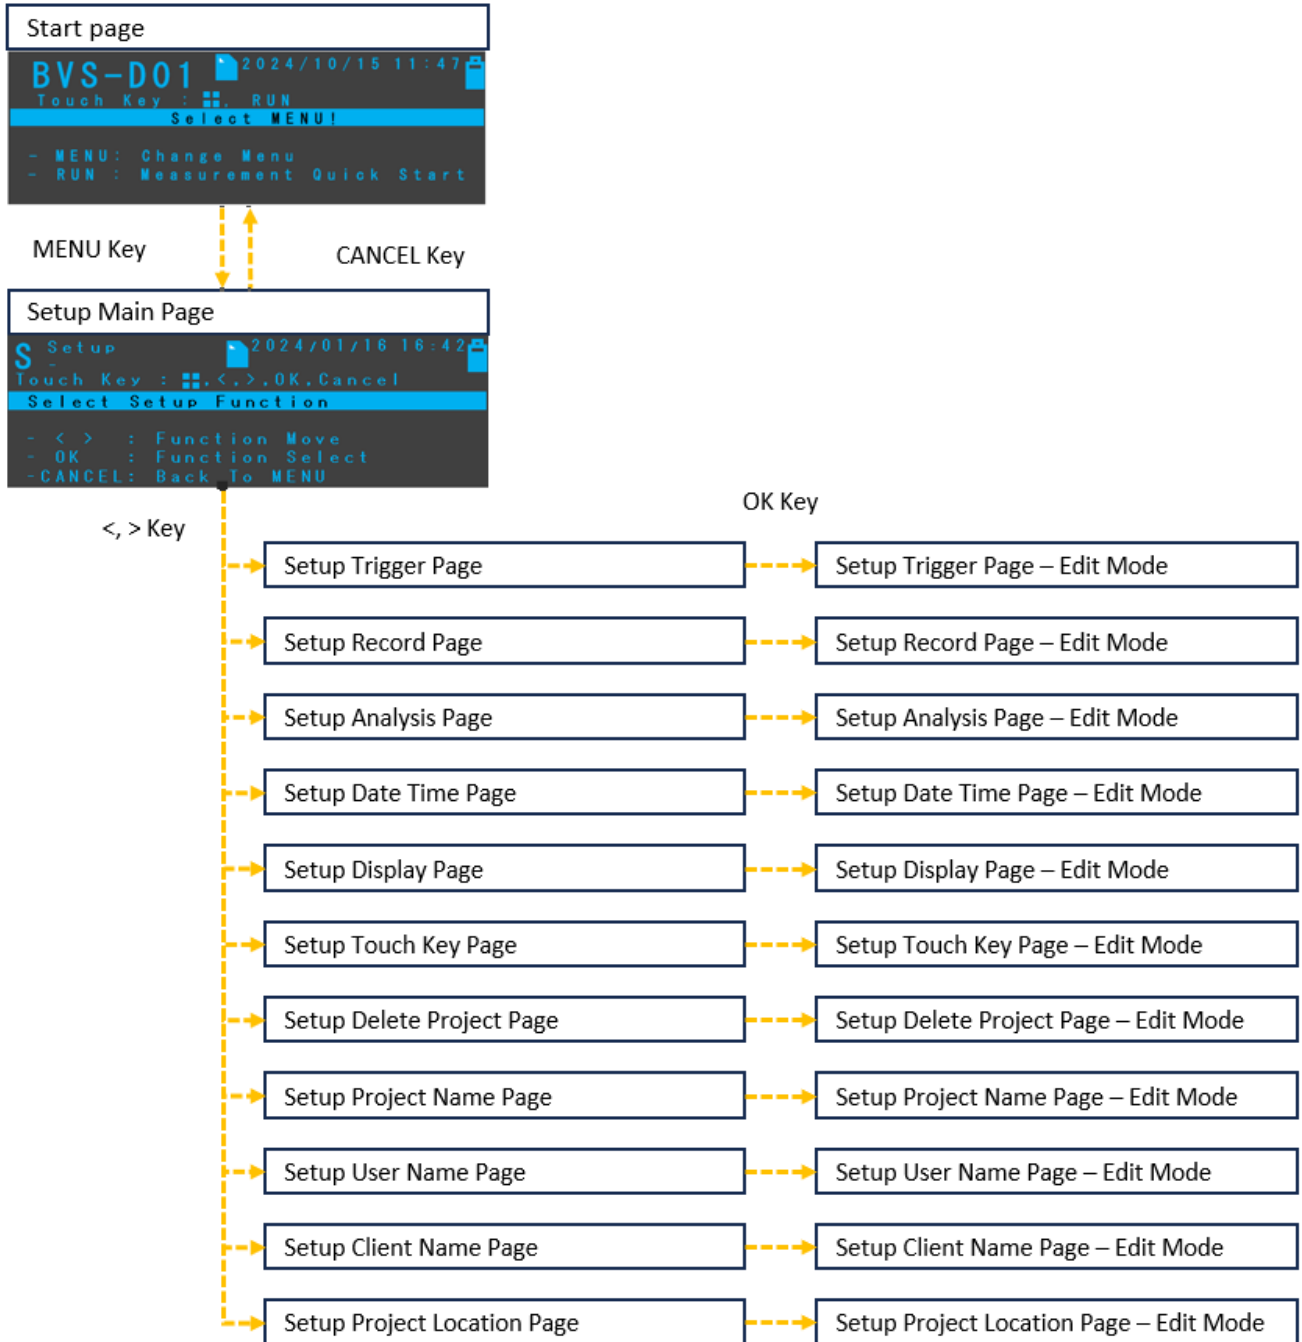 Start page
BVS-D01 2024/10/15 11:47
Touch Key : , RUN
Select MENU!
- MENU: Change Menu
- RUN : Measurement Quick Start
MENU Key
CANCEL Key
Setup Main Page
S Setup 2024/01/16 16:42
-
Touch Key : ,<,>,OK,Cancel
Select Setup Function
- < > : Function Move
- OK : Function Select
-CANCEL: Back To MENU
<, > Key
OK Key
Setup Trigger Page
Setup Trigger Page – Edit Mode
Setup Record Page
Setup Record Page – Edit Mode
Setup Analysis Page
Setup Analysis Page – Edit Mode
Setup Date Time Page
Setup Date Time Page – Edit Mode
Setup Display Page
Setup Display Page – Edit Mode
Setup Touch Key Page
Setup Touch Key Page – Edit Mode
Setup Delete Project Page
Setup Delete Project Page – Edit Mode
Setup Project Name Page
Setup Project Name Page – Edit Mode
Setup User Name Page
Setup User Name Page – Edit Mode
Setup Client Name Page
Setup Client Name Page – Edit Mode
Setup Project Location Page
Setup Project Location Page – Edit Mode